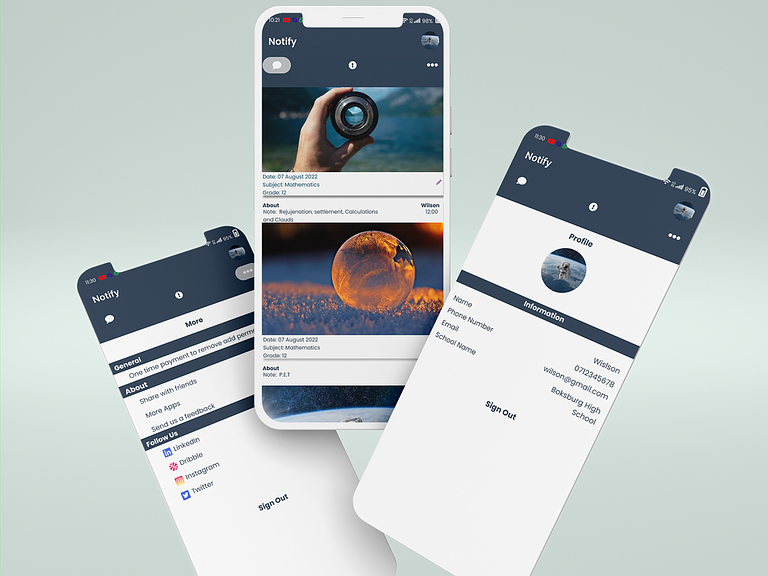 10:21
98%
Notify
Date: 07 August 2022
Subject: Mathematics
Grade: 12
About
Wilson
Note: Rejujenation, settlement, Calculations
12:00
and Clouds
Date: 07 August 2022
Subject: Mathematics
Grade: 12
About
Note: P.E.T
11:30
95%
Notify
More
General
One time payment to remove add
About
Share with friends
More Apps
Send us a feedback
Follow Us
LinkedIn
Dribble
Instagram
Twitter
Sign Out
11:30
95%
Notify
Profile
Information
Name
Wislson
Phone Number
0712345678
Email
wilson@gmail.com
School Name
Boksburg High
School
Sign Out